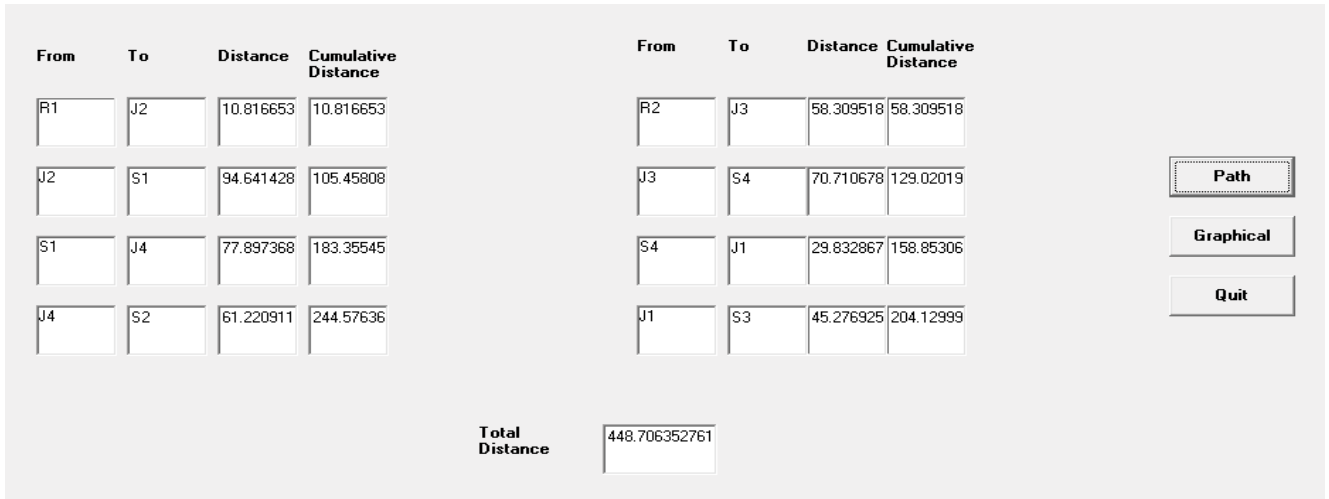 From To Distance Cumulative Distance
R1 J2 10.816653 10.816653
J2 S1 94.641428 105.45808
S1 J4 77.897368 183.35545
J4 S2 61.220911 244.57636
From To Distance Cumulative Distance
R2 J3 58.309518 58.309518
J3 S4 70.710678 129.02019
S4 J1 29.832867 158.85306
J1 S3 45.276925 204.12999
Path
Graphical
Quit
Total
Distance
448.706352761